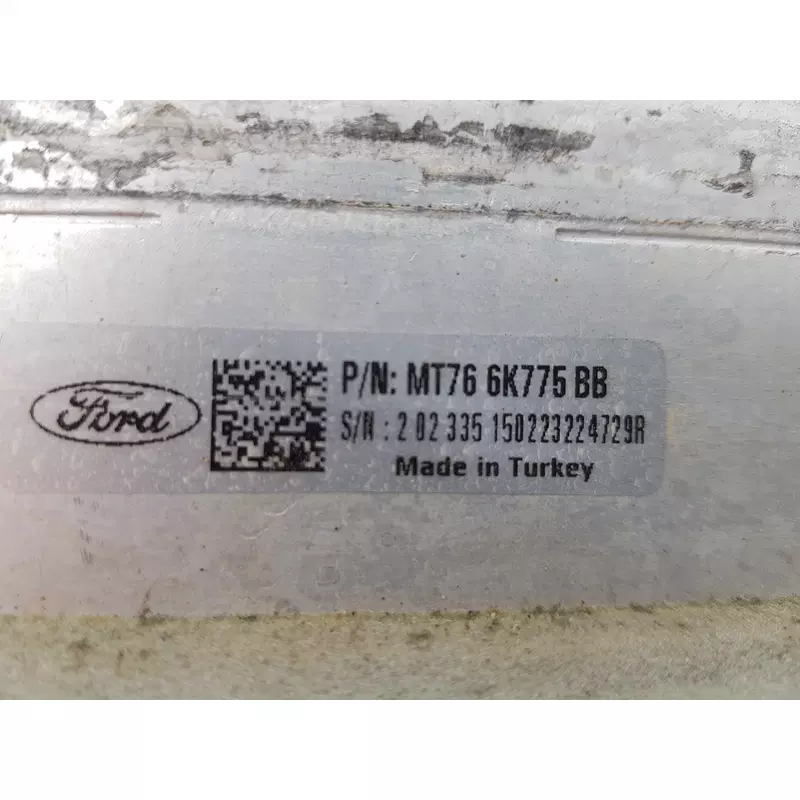 Ford
P/N: MT76 6K775 BB
S/N : 2 02 335 150223224729R
Made in Turkey